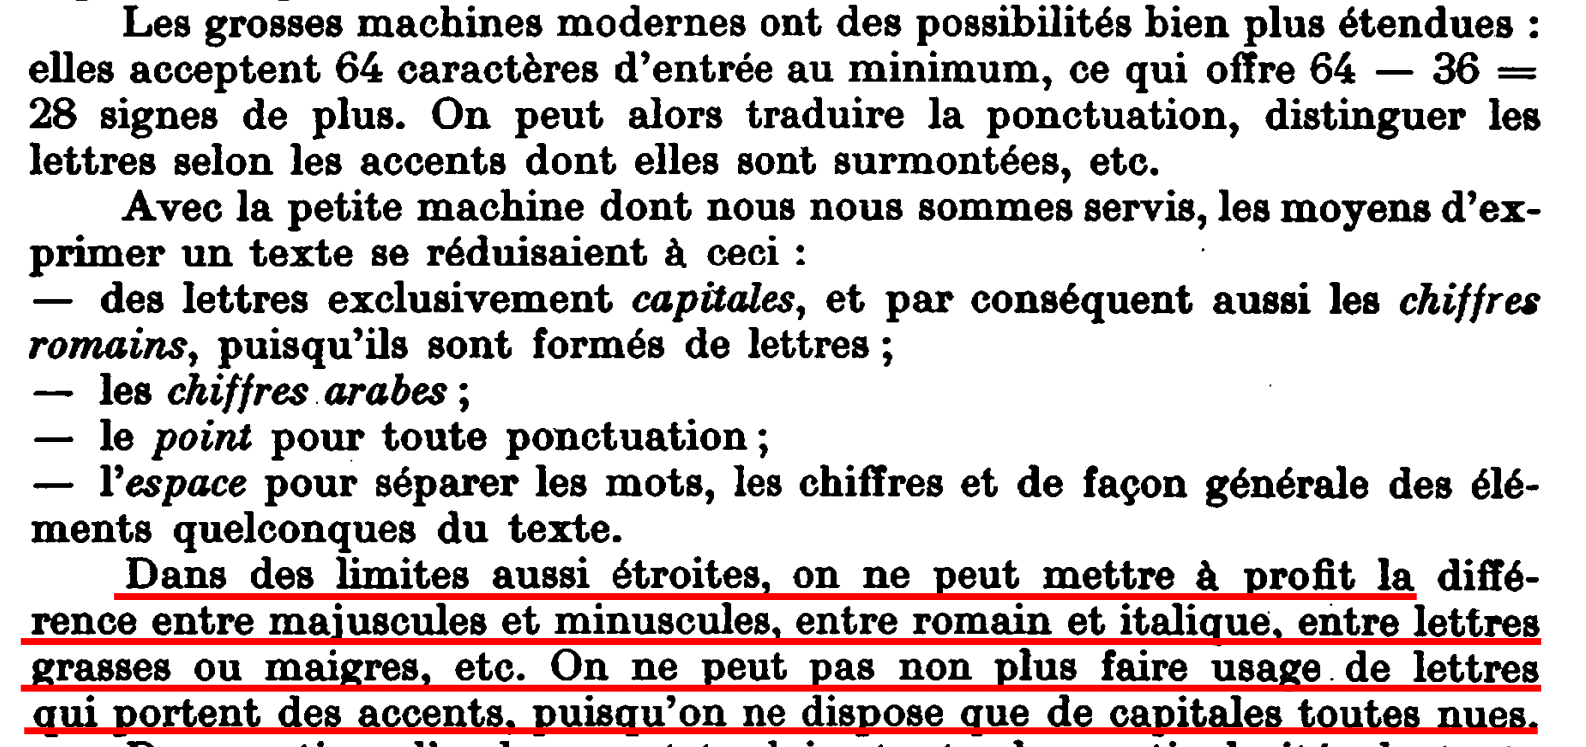 Les grosses machines modernes ont des possibilités bien plus étendues :
elles acceptent 64 caractères d'entrée au minimum, ce qui offre 64 — 36 =
28 signes de plus. On peut alors traduire la ponctuation, distinguer les
lettres selon les accents dont elles sont surmontées, etc.
Avec la petite machine dont nous nous sommes servis, les moyens d'ex-
primer un texte se réduisaient à ceci :
— des lettres exclusivement capitales, et par conséquent aussi les chiffres
romains, puisqu'ils sont formés de lettres ;
— les chiffres arabes ;
— le point pour toute ponctuation ;
— l'espace pour séparer les mots, les chiffres et de façon générale des élé-
ments quelconques du texte.
Dans des limites aussi étroites, on ne peut mettre à profit la diffé-
rence entre majuscules et minuscules, entre romain et italique, entre lettres
grasses ou maigres, etc. On ne peut pas non plus faire usage de lettres
qui portent des accents, puisqu'on ne dispose que de capitales toutes nues.